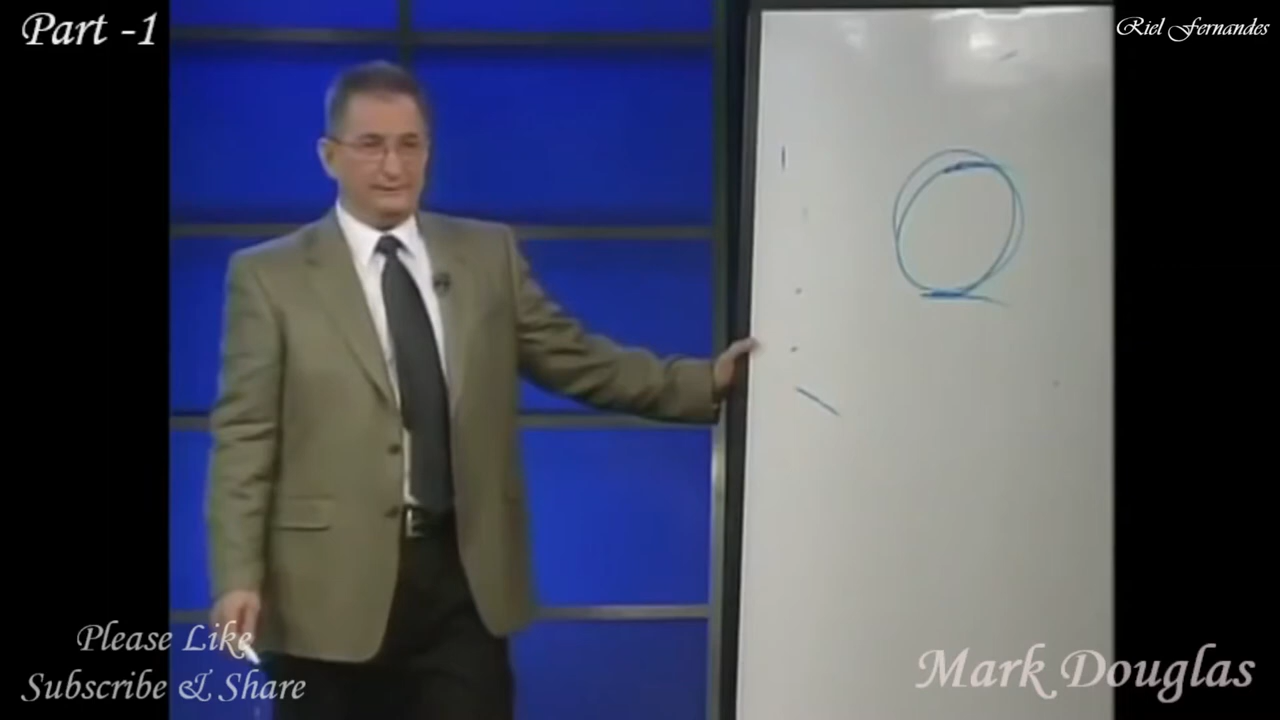 Part -1
Riel Fernandes
Please Like
Subscribe & Share
Mark Douglas